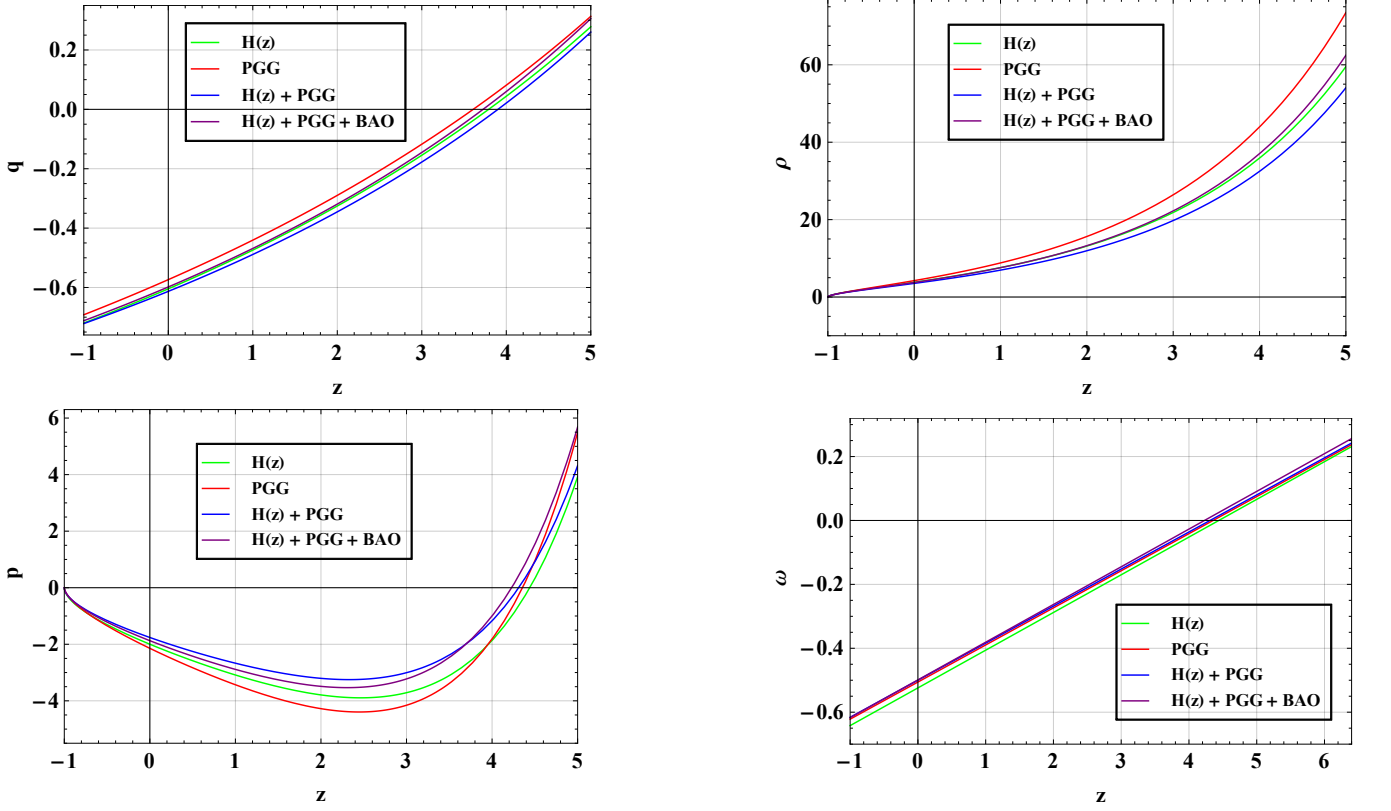 H(z)
PGG
H(z) + PGG
H(z) + PGG + BAO
0.2
0.0
−0.2
−0.4
−0.6
q
−1 0 1 2 3 4 5
z
H(z)
PGG
H(z) + PGG
H(z) + PGG + BAO
60
40
20
0
ρ
−1 0 1 2 3 4 5
z
H(z)
PGG
H(z) + PGG
H(z) + PGG + BAO
6
4
2
0
−2
−4
p
−1 0 1 2 3 4 5
z
0.2
0.0
−0.2
−0.4
−0.6
ω
H(z)
PGG
H(z) + PGG
H(z) + PGG + BAO
−1 0 1 2 3 4 5 6
z